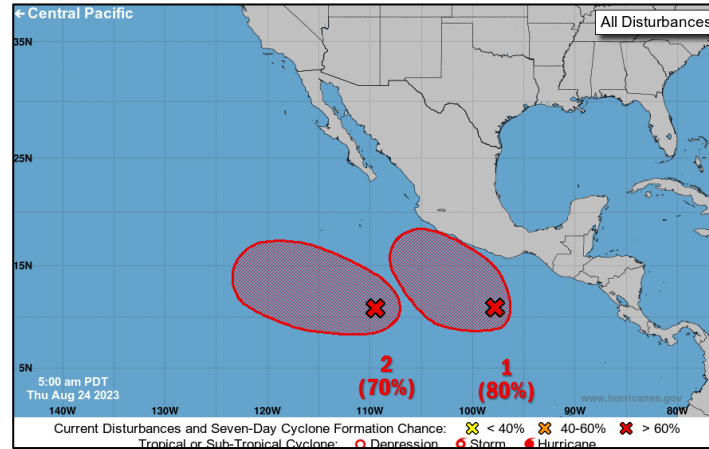 ← Central Pacific
All Disturbances
35N
25N
15N
5N
2
(70%)
1
(80%)
5:00 am PDT
Thu Aug 24 2023
www.hurricanes.gov
140W 130W 120W 110W 100W 90W 80W
Current Disturbances and Seven-Day Cyclone Formation Chance: < 40% 40-60% > 60%
Tropical or Sub-Tropical Cyclone: Depression Storm Hurricane